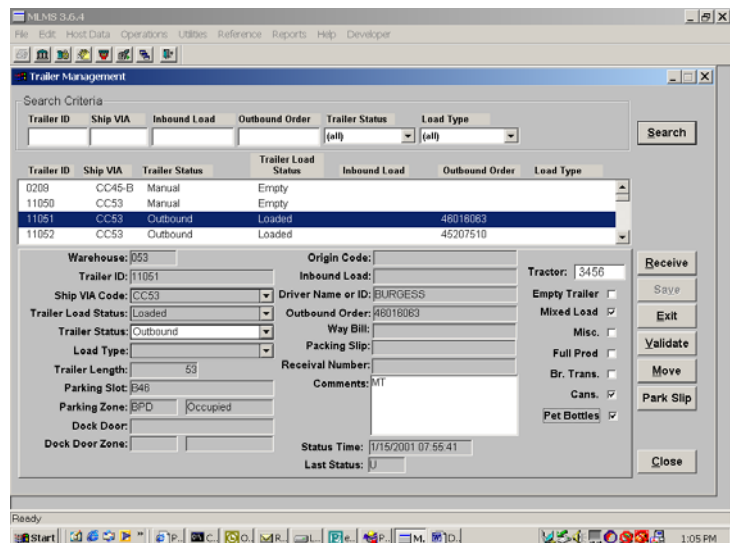 MLMS 3.6.4
File Edit Host Data Operations Utilities Reference Reports Help Developer
Trailer Management
Search Criteria
Trailer ID Ship VIA Inbound Load Outbound Order Trailer Status Load Type
(all) (all)
Search
Trailer ID Ship VIA Trailer Status Trailer Load Status Inbound Load Outbound Order Load Type
0209 CC45-B Manual Empty
11050 CC53 Manual Empty
11051 CC53 Outbound Loaded 46016063
11052 CC53 Outbound Loaded 45207510
Warehouse: 053
Trailer ID: 11051
Ship VIA Code: CC53
Trailer Load Status: Loaded
Trailer Status: Outbound
Load Type:
Trailer Length: 53
Parking Slot: B46
Parking Zone: BPD Occupied
Dock Door:
Dock Door Zone:
Origin Code:
Inbound Load:
Driver Name or ID: BURGESS
Outbound Order: 46016063
Way Bill:
Packing Slip:
Receival Number:
Comments: MT
Status Time: 1/15/2001 07:55:41
Last Status: U
Tractor: 3456
Empty Trailer
Mixed Load
Misc.
Full Prod
Br. Trans.
Cans.
Pet Bottles
Receive
Save
Exit
Validate
Move
Park Slip
Close
Ready
Start P... C... O... R... L... e... P... M... D... 1:05 PM